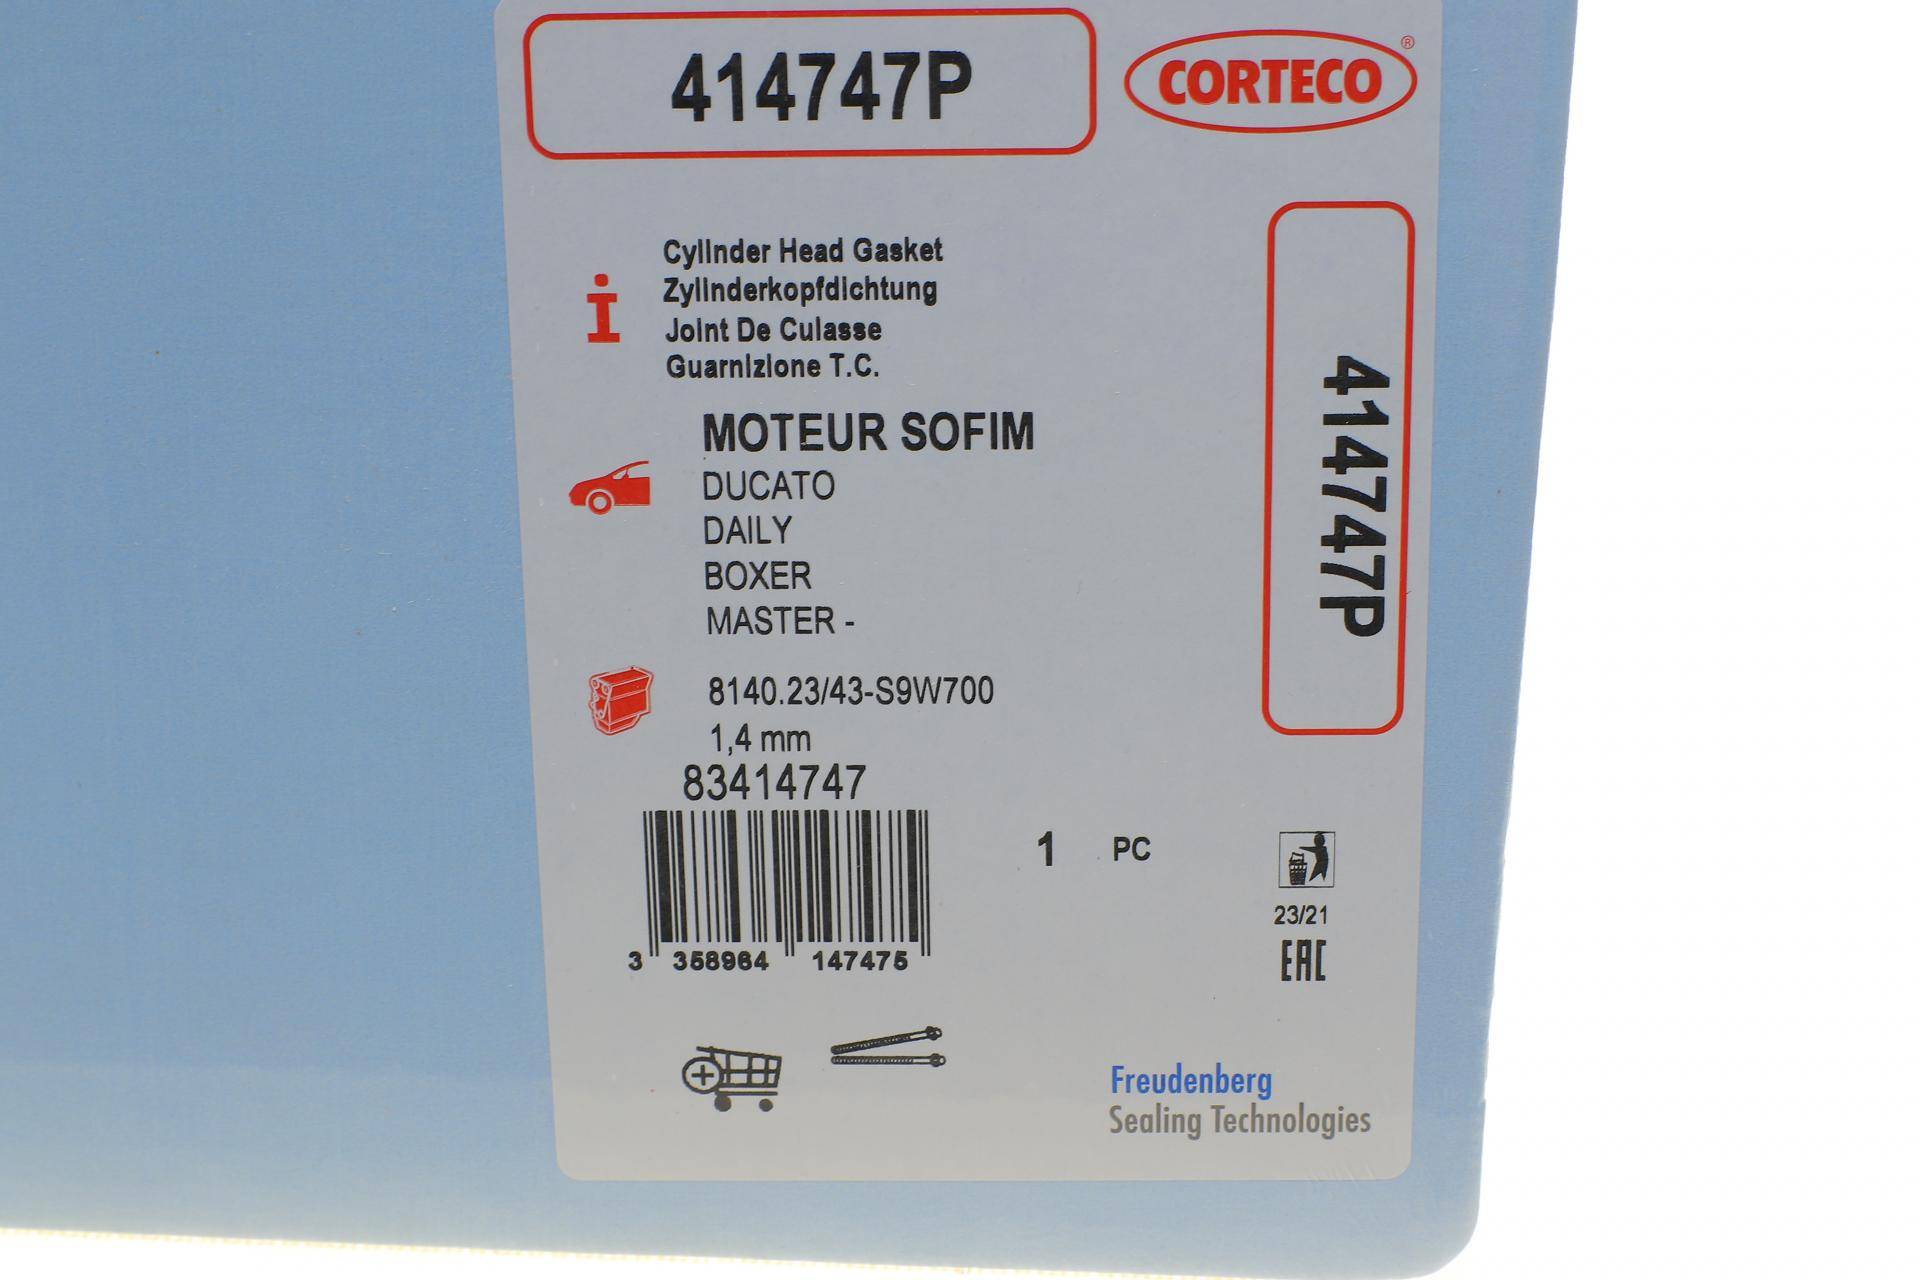 414747P
CORTECO®
Cylinder Head Gasket
Zylinderkopfdichtung
Joint De Culasse
Guarnizione T.C.
MOTEUR SOFIM
DUCATO
DAILY
BOXER
MASTER -
414747P
8140.23/43-S9W700
1,4 mm
83414747
1 PC
3 358964 147475
23/21
EAC
Freudenberg
Sealing Technologies